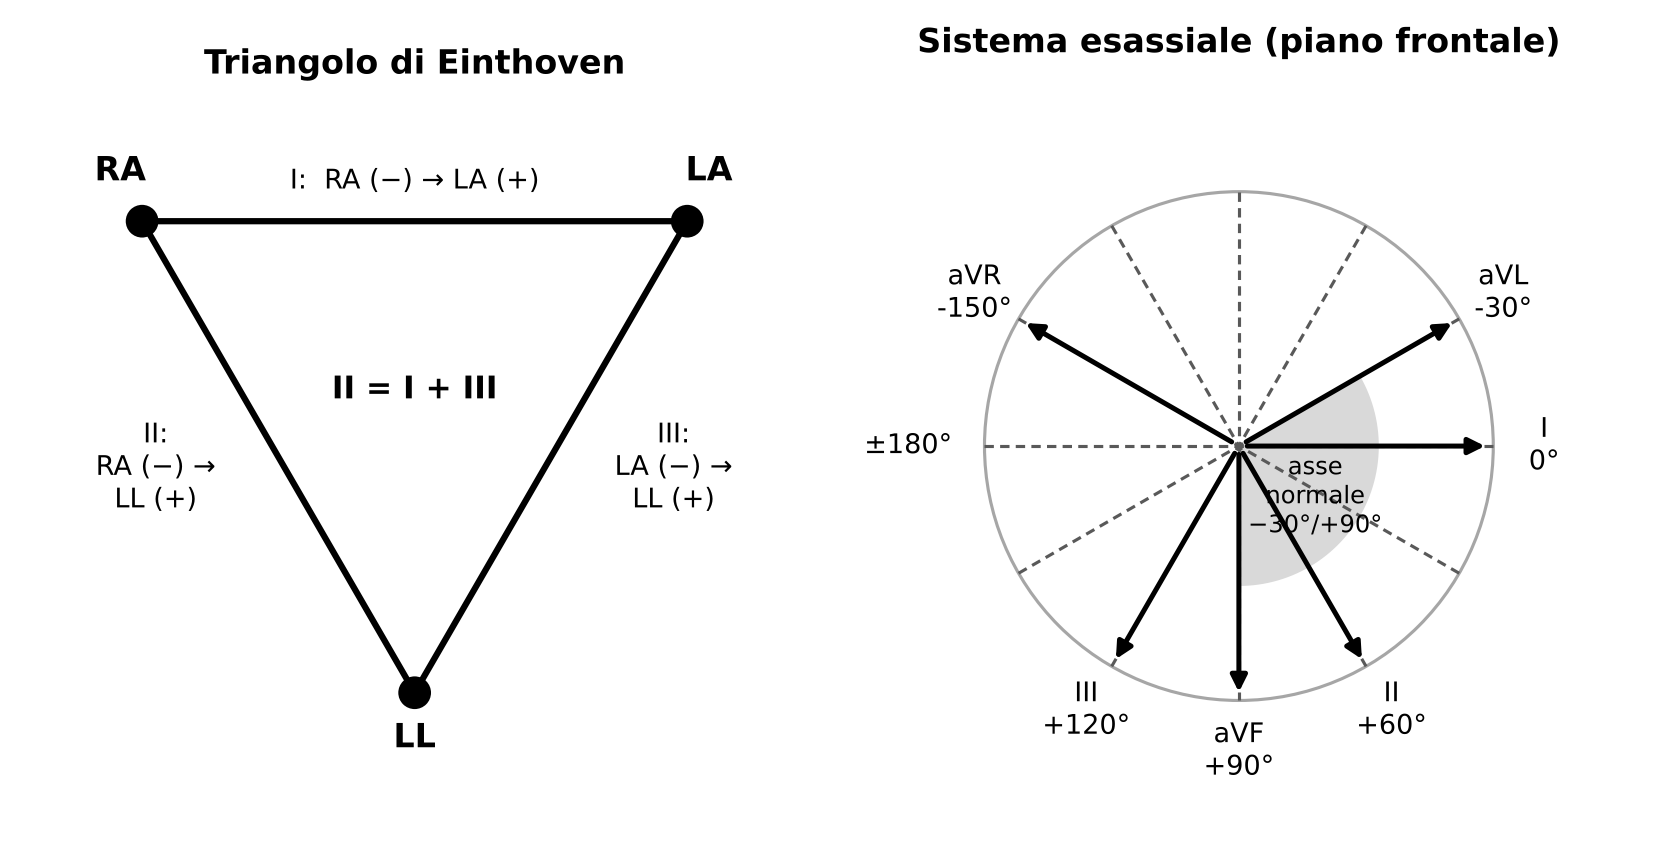 Triangolo di Einthoven
RA
LA
I:  RA (−) → LA (+)
II = I + III
II:
RA (−) →
LL (+)
III:
LA (−) →
LL (+)
LL
Sistema esassiale (piano frontale)
aVR
-150°
aVL
-30°
±180°
I
0°
asse
normale
−30°/+90°
III
+120°
aVF
+90°
II
+60°